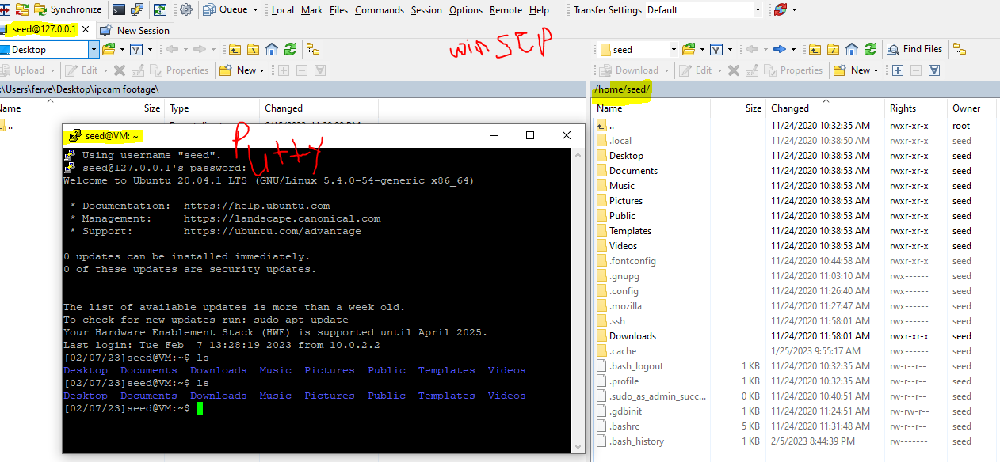 Synchronize Queue Local Mark Files Commands Session Options Remote Help Transfer Settings Default
seed@127.0.0.1 New Session
Desktop
Upload Edit Properties New
:\Users\ferve\Desktop\ipcam footage\
ame Size Type Changed
..
winSCP
Putty
seed@VM: ~
Using username "seed".
seed@127.0.0.1's password:
Welcome to Ubuntu 20.04.1 LTS (GNU/Linux 5.4.0-54-generic x86_64)
* Documentation: https://help.ubuntu.com
* Management: https://landscape.canonical.com
* Support: https://ubuntu.com/advantage
0 updates can be installed immediately.
0 of these updates are security updates.
The list of available updates is more than a week old.
To check for new updates run: sudo apt update
Your Hardware Enablement Stack (HWE) is supported until April 2025.
Last login: Tue Feb 7 13:28:19 2023 from 10.0.2.2
[02/07/23]seed@VM:~$ ls
Desktop Documents Downloads Music Pictures Public Templates Videos
[02/07/23]seed@VM:~$ ls
Desktop Documents Downloads Music Pictures Public Templates Videos
[02/07/23]seed@VM:~$
seed Find Files
Download Edit Properties New
/home/seed/
Name Size Changed Rights Owner
.. 11/24/2020 10:32:35 AM rwxr-xr-x root
.local 11/24/2020 10:38:50 AM rwxr-xr-x seed
Desktop 11/24/2020 10:38:53 AM rwxr-xr-x seed
Documents 11/24/2020 10:38:53 AM rwxr-xr-x seed
Music 11/24/2020 10:38:53 AM rwxr-xr-x seed
Pictures 11/24/2020 10:38:53 AM rwxr-xr-x seed
Public 11/24/2020 10:38:53 AM rwxr-xr-x seed
Templates 11/24/2020 10:38:53 AM rwxr-xr-x seed
Videos 11/24/2020 10:38:53 AM rwxr-xr-x seed
.fontconfig 11/24/2020 10:44:58 AM rwxr-xr-x seed
.gnupg 11/24/2020 11:03:10 AM rwx------ seed
.config 11/24/2020 11:26:40 AM rwx------ seed
.mozilla 11/24/2020 11:27:47 AM rwx------ seed
.ssh 11/24/2020 11:58:01 AM rwx------ seed
Downloads 11/24/2020 11:58:01 AM rwxr-xr-x seed
.cache 1/25/2023 9:55:17 AM rwx------ seed
.bash_logout 1 KB 11/24/2020 10:32:35 AM rw-r--r-- seed
.profile 1 KB 11/24/2020 10:32:35 AM rw-r--r-- seed
.sudo_as_admin_succ... 0 KB 11/24/2020 10:40:51 AM rw-r--r-- seed
.gdbinit 1 KB 11/24/2020 11:24:51 AM rw-rw-r-- seed
.bashrc 5 KB 11/24/2020 11:31:48 AM rw-r--r-- seed
.bash_history 1 KB 2/5/2023 8:44:39 PM rw------- seed